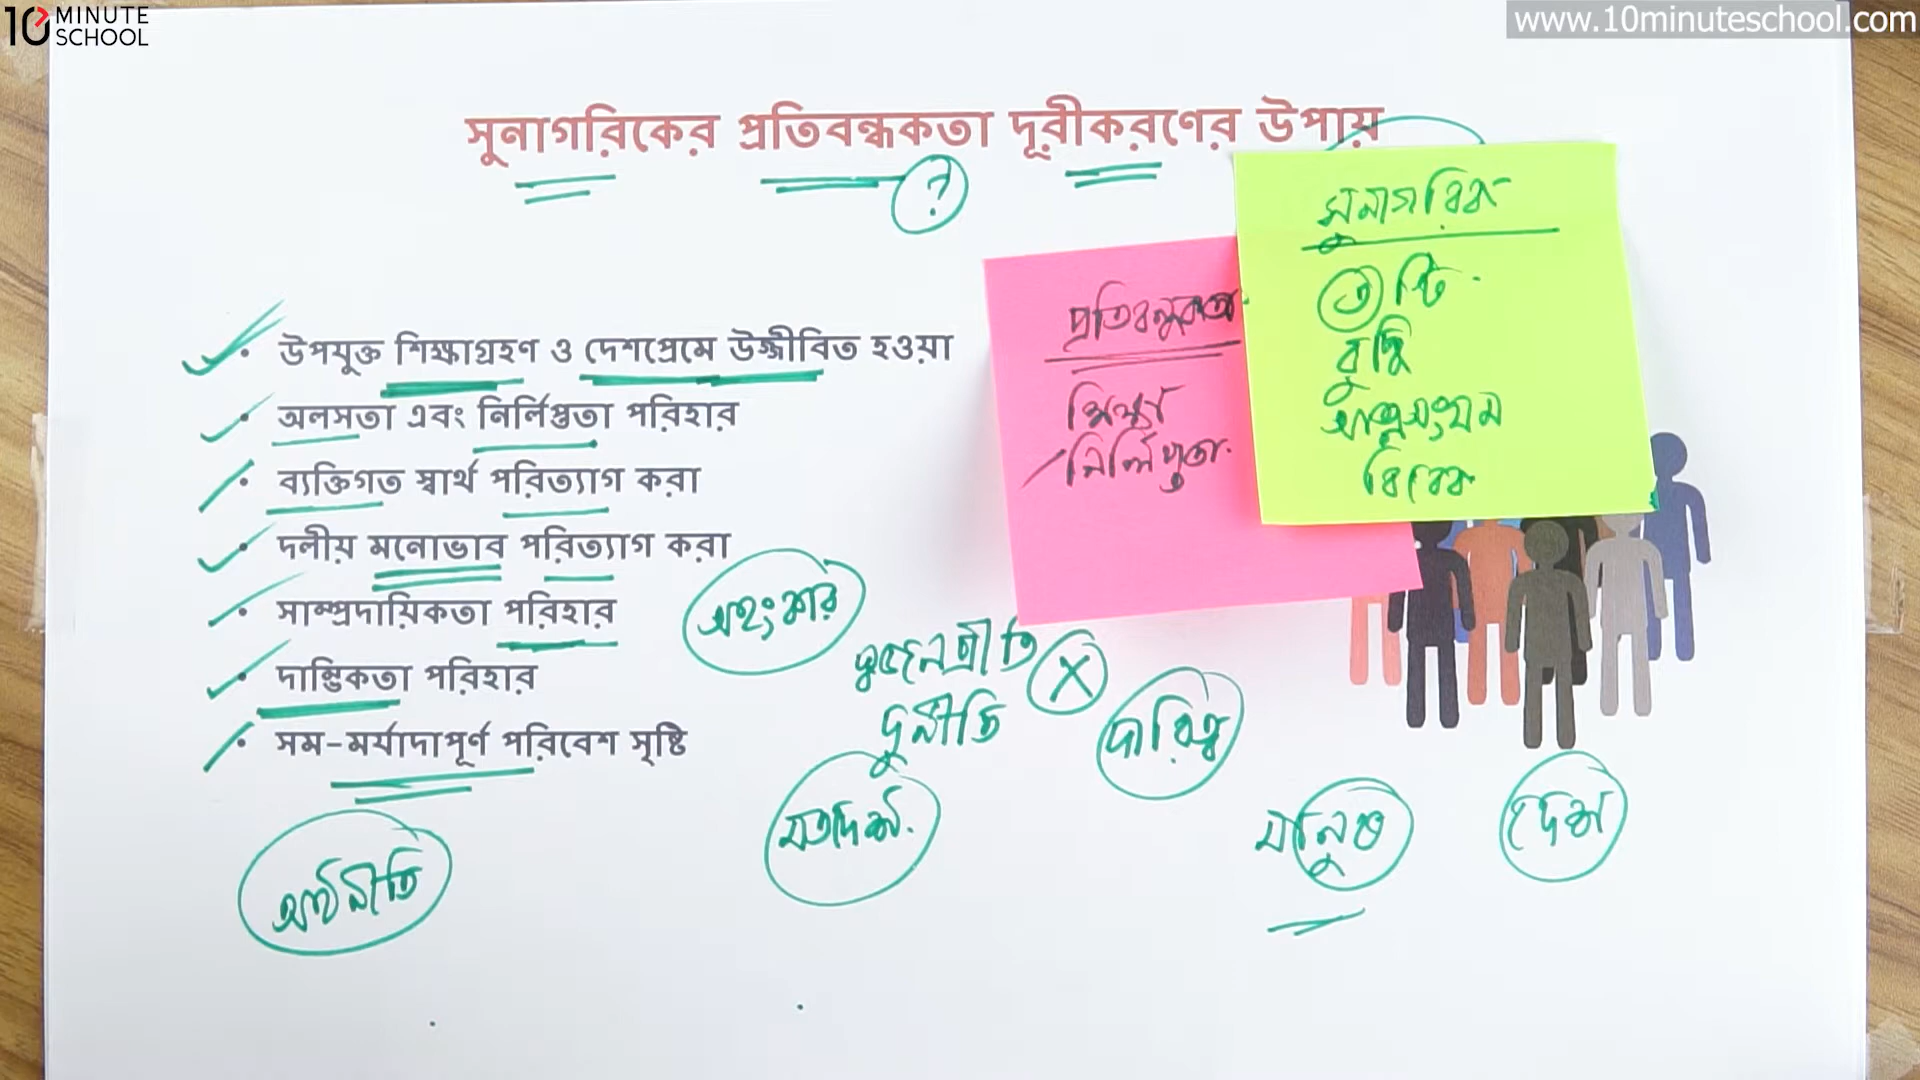 10 MINUTE SCHOOL
www.10minuteschool.com
সুনাগরিকের প্রতিবন্ধকতা দূরীকরণের উপায়
?
সুনাগরিক
৩ টি
বুদ্ধি
আত্মসংযম
বিবেক
প্রতিবন্ধকতা
শিক্ষা
নির্লিপ্ততা
• উপযুক্ত শিক্ষাগ্রহণ ও দেশপ্রেমে উজ্জীবিত হওয়া
• অলসতা এবং নির্লিপ্ততা পরিহার
• ব্যক্তিগত স্বার্থ পরিত্যাগ করা
• দলীয় মনোভাব পরিত্যাগ করা
• সাম্প্রদায়িকতা পরিহার
• দাম্ভিকতা পরিহার
• সম-মর্যাদাপূর্ণ পরিবেশ সৃষ্টি
অহংকার
স্বজনপ্রীতি X
দুর্নীতি
দারিদ্র
মতাদর্শ
মানুষ
দেশ
অর্থনীতি